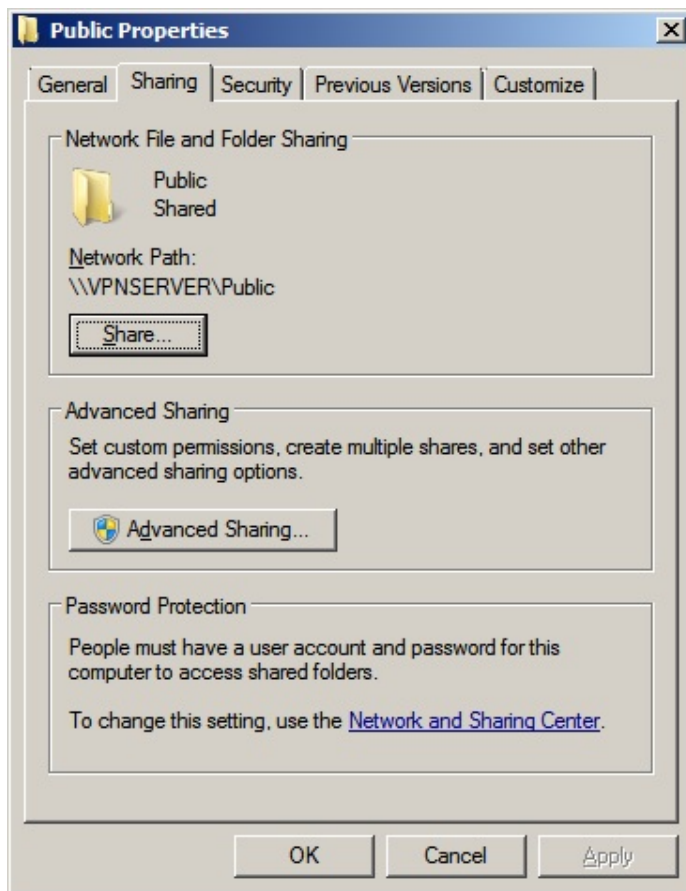 Public Properties
General Sharing Security Previous Versions Customize
Network File and Folder Sharing
Public
Shared
Network Path:
\\VPNSERVER\Public
Share...
Advanced Sharing
Set custom permissions, create multiple shares, and set other
advanced sharing options.
Advanced Sharing...
Password Protection
People must have a user account and password for this
computer to access shared folders.
To change this setting, use the Network and Sharing Center.
OK Cancel Apply